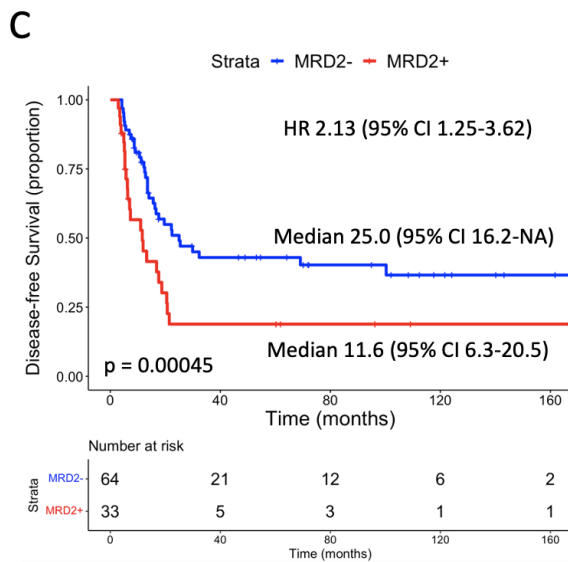 C
Strata MRD2- MRD2+
Disease-free Survival (proportion)
1.00
0.75
0.50
0.25
0.00
HR 2.13 (95% CI 1.25-3.62)
Median 25.0 (95% CI 16.2-NA)
Median 11.6 (95% CI 6.3-20.5)
p = 0.00045
0 40 80 120 160
Time (months)
Number at risk
Strata
MRD2- 64 21 12 6 2
MRD2+ 33 5 3 1 1
0 40 80 120 160
Time (months)